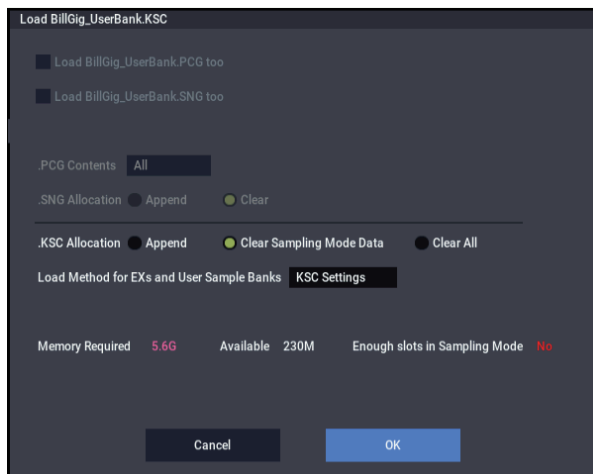 Load BillGig_UserBank.KSC
Load BillGig_UserBank.PCG too
Load BillGig_UserBank.SNG too
.PCG Contents All
.SNG Allocation Append Clear
.KSC Allocation Append Clear Sampling Mode Data Clear All
Load Method for EXs and User Sample Banks KSC Settings
Memory Required 5.6G Available 230M Enough slots in Sampling Mode No
Cancel OK